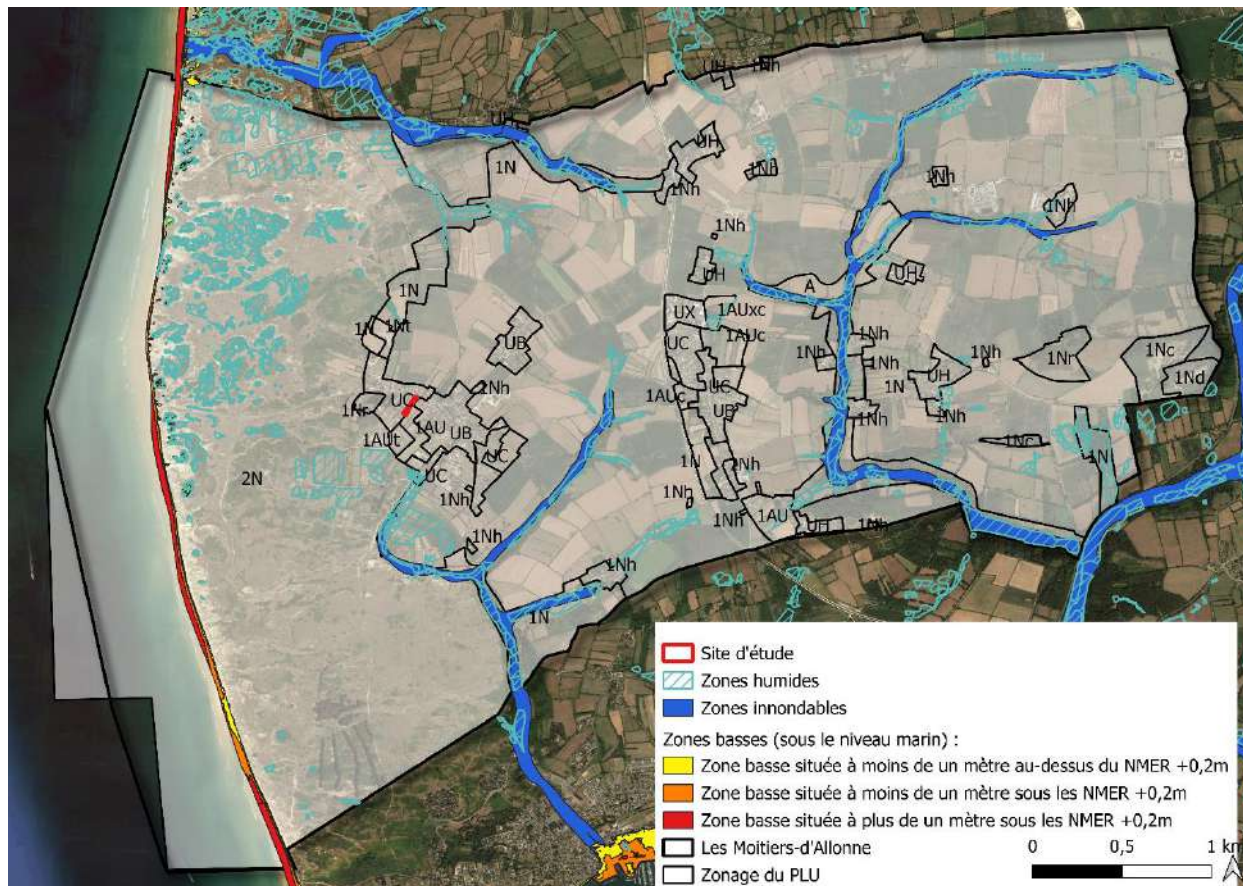 UH
1Nh
UH
1N
UH
1Nh
1Nh
1Nh
1Nh
1Nh
UH
UH
A
1N
1N
1Nt
UX
1AUxc
1AUc
UC
UB
1Nh
1Nh
1Nh
1Nh
1Nh
UH
1N
1Nr
1Nc
1Nd
UC
1AUc
UC
UB
1Nr
1AU
UB
1AUt
UC
UC
1Nh
1Nh
1Nc
1N
1N
1Nh
1Nh
1Nh
1Nh
1AU
UH
1Nh
2N
1Nh
1Nh
1N
Site d'étude
Zones humides
Zones innondables
Zones basses (sous le niveau marin) :
Zone basse située à moins de un mètre au-dessus du NMER +0,2m
Zone basse située à moins de un mètre sous les NMER +0,2m
Zone basse située à plus de un mètre sous les NMER +0,2m
Les Moitiers-d'Allonne
Zonage du PLU
0 0,5 1 km